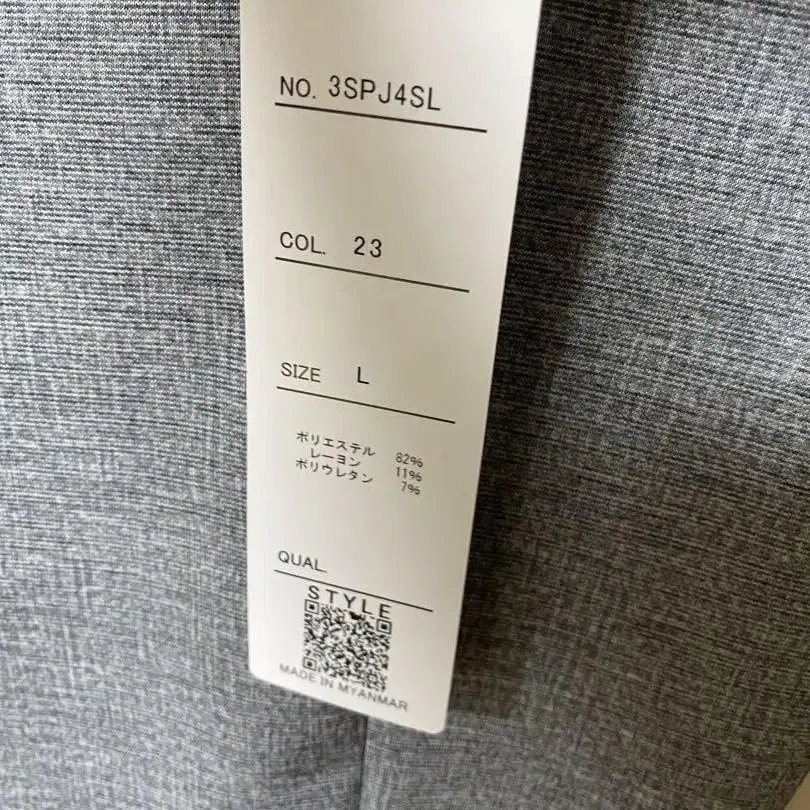 NO. 3SPJ4SL
COL. 23
SIZE L
ポリエステル 82%
レーヨン 11%
ポリウレタン 7%
QUAL.
STYLE
MADE IN MYANMAR